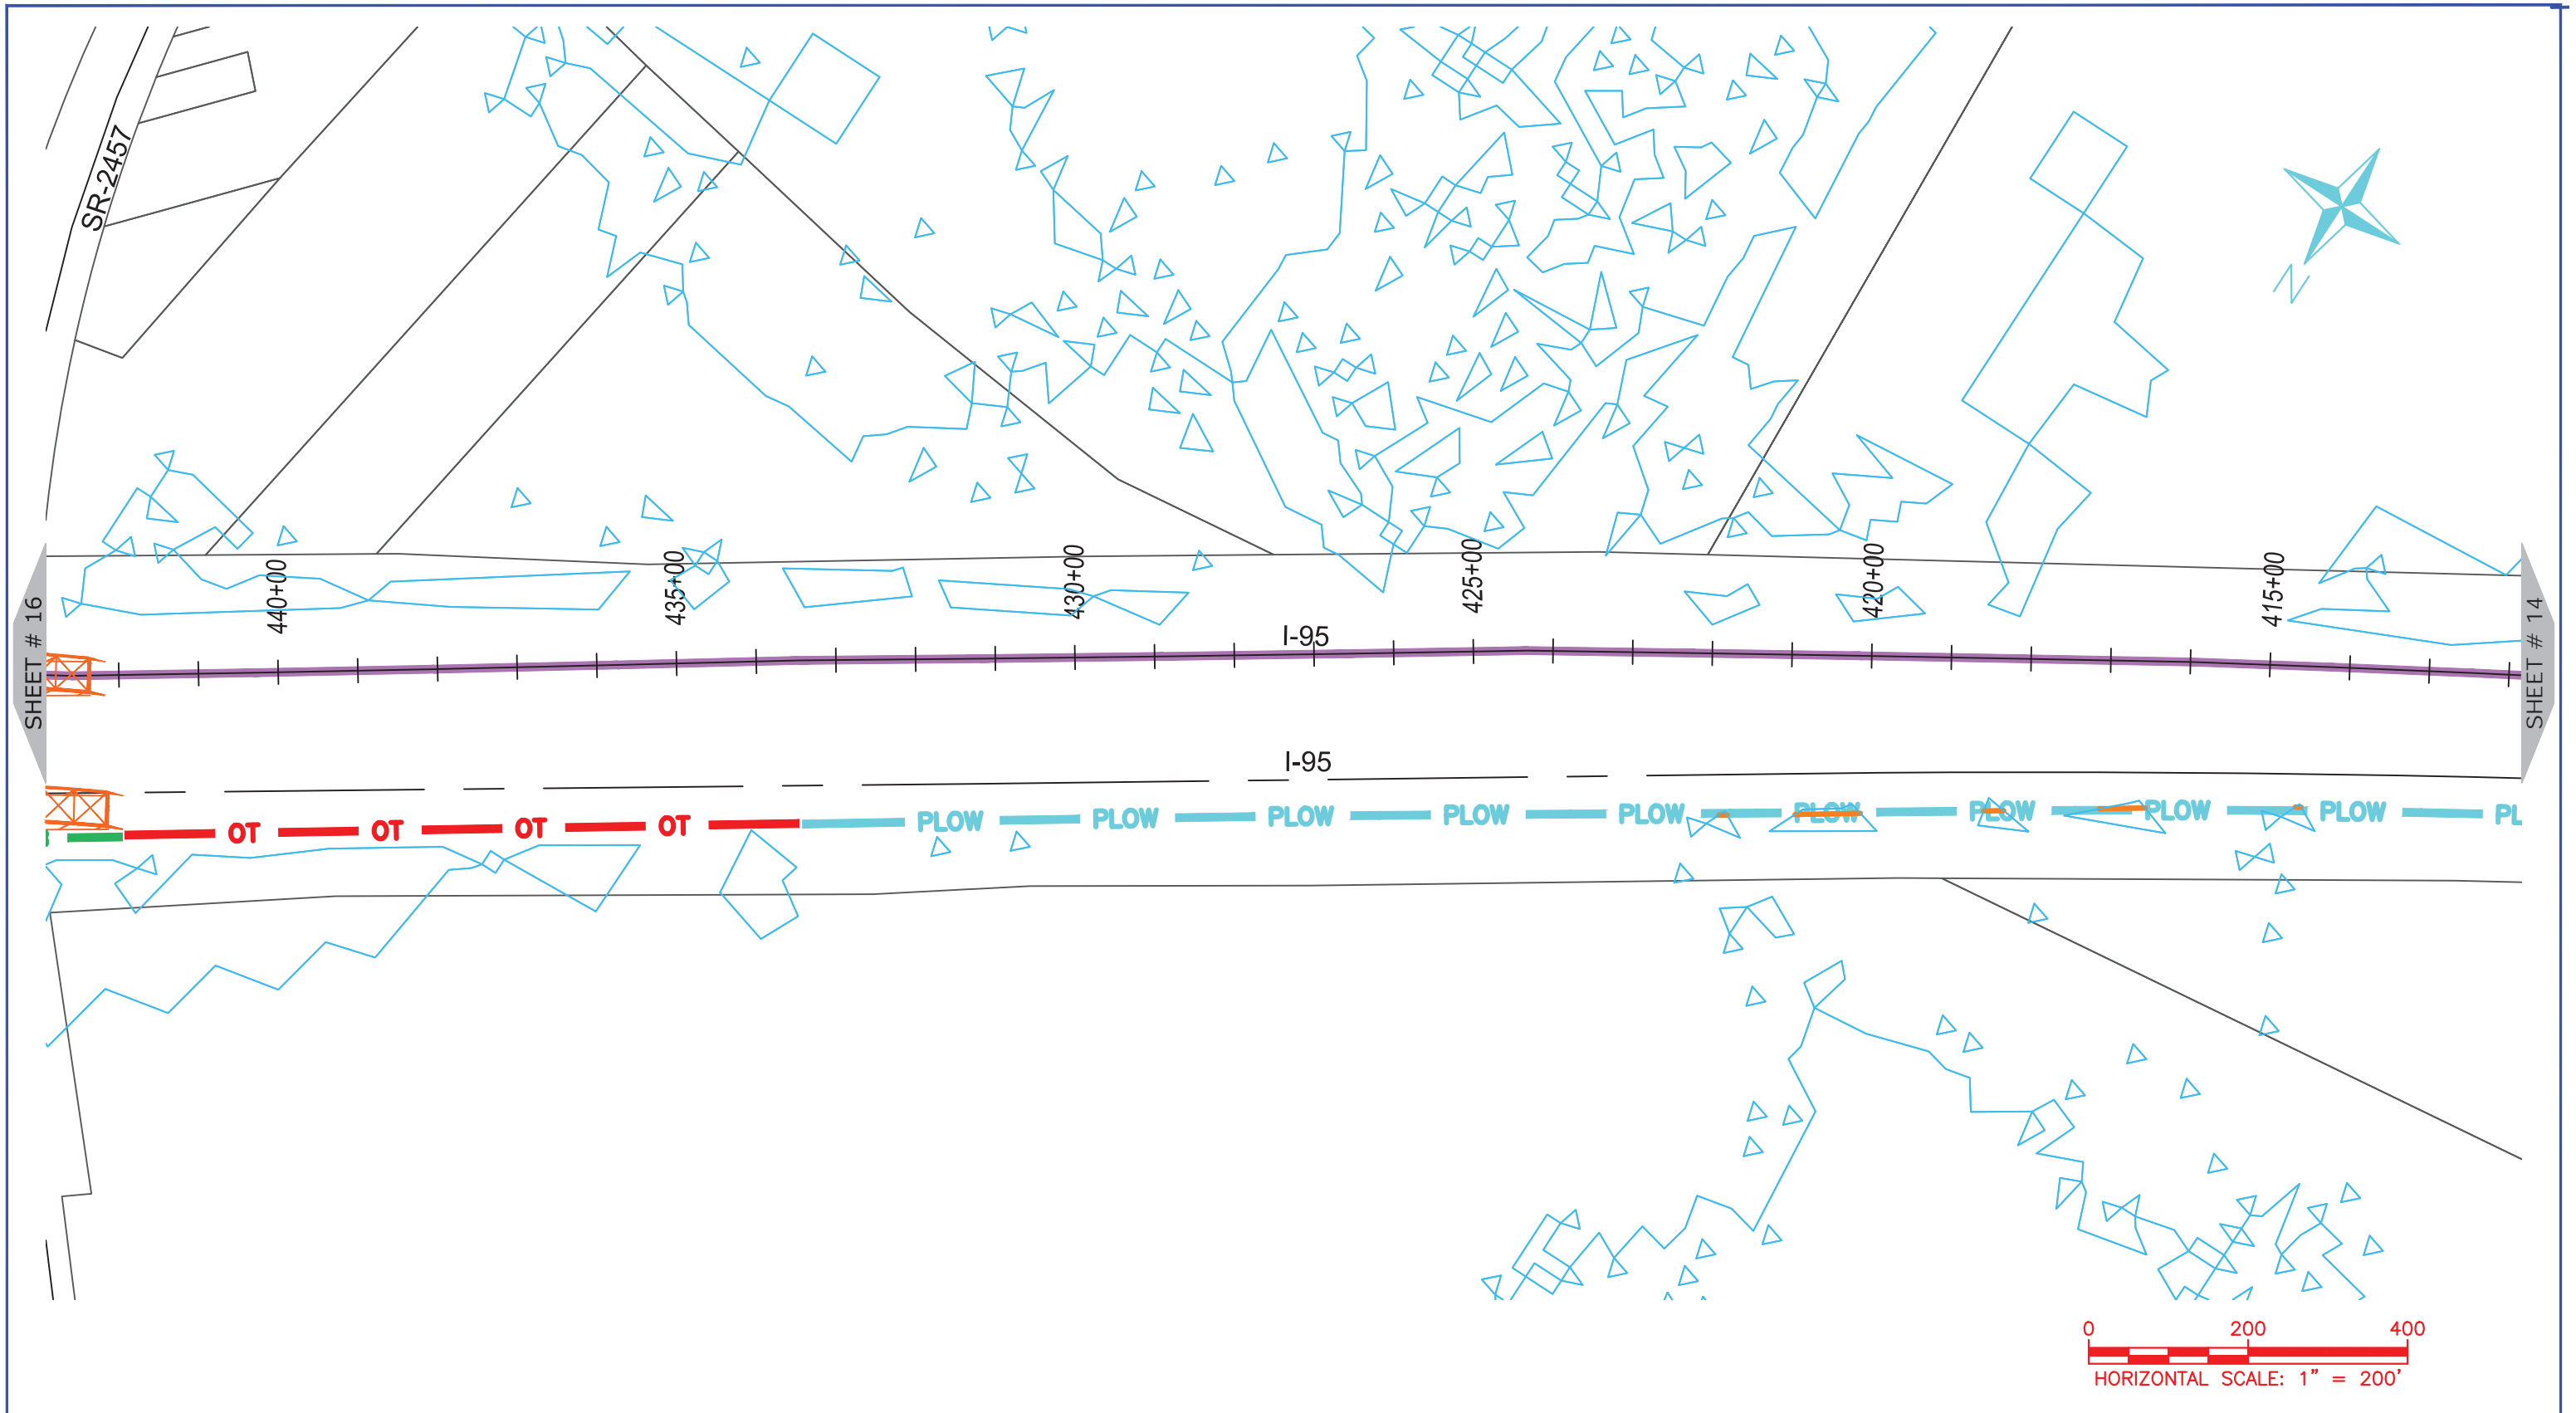 SR-2457
N
440+00
435+00
430+00
425+00
420+00
415+00
I-95
SHEET # 16
SHEET # 14
I-95
OT OT OT OT PLOW PLOW PLOW PLOW PLOW PLOW PLOW PLOW PLOW PL
0 200 400
HORIZONTAL SCALE: 1” = 200'